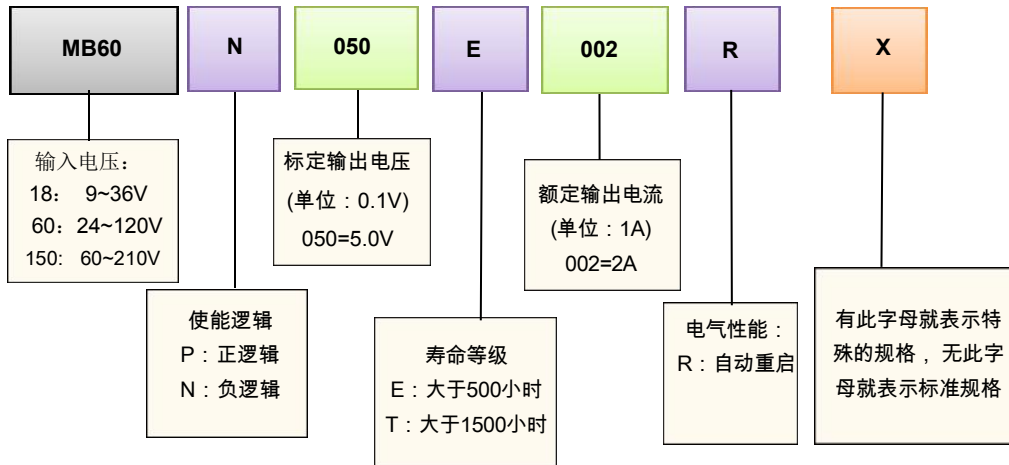 MB60
N
050
E
002
R
X
输入电压：
18： 9~36V
60：24~120V
150: 60~210V
标定输出电压
(单位：0.1V)
050=5.0V
额定输出电流
(单位：1A)
002=2A
使能逻辑
P：正逻辑
N：负逻辑
寿命等级
E：大于500小时
T：大于1500小时
电气性能：
R：自动重启
有此字母就表示特
殊的规格，无此字
母就表示标准规格